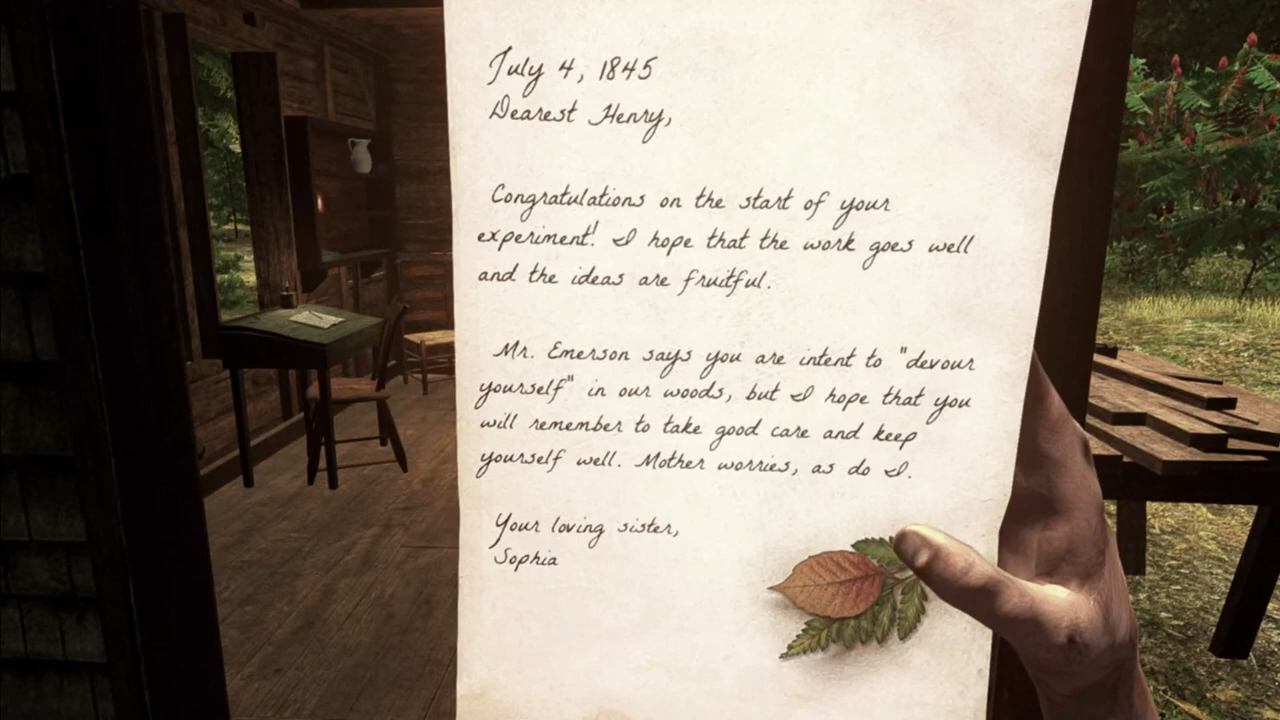 July 4, 1845
Dearest Henry,
Congratulations on the start of your
experiment! I hope that the work goes well
and the ideas are fruitful.
Mr. Emerson says you are intent to "devour
yourself" in our woods, but I hope that you
will remember to take good care and keep
yourself well. Mother worries, as do I.
Your loving sister,
Sophia